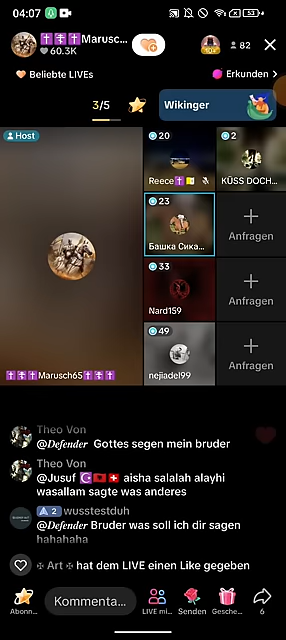 04:07
53
✝️☦️✝️Marusc...
60.3K
82
Beliebte LIVEs
Erkunden >
3/5
Wikinger
Host
20
2
Reece✝️
KÜSS DOCH...
23
Башка Сика...
Anfragen
33
Nard159
Anfragen
49
nejiadel99
Anfragen
✝️☦️✝️Marusch65✝️☦️✝️
Theo Von
@Defender Gottes segen mein bruder
Theo Von
@Jusuf ☪️🇦🇱🇨🇭 aisha salalah alayhi
wasallam sagte was anderes
2 wusstestduh
@Defender Bruder was soll ich dir sagen
hahahaha
✠ Art ✠ hat dem LIVE einen Like gegeben
Abonn...
Kommenta...
LIVE mi...
Senden
Gesche...
6